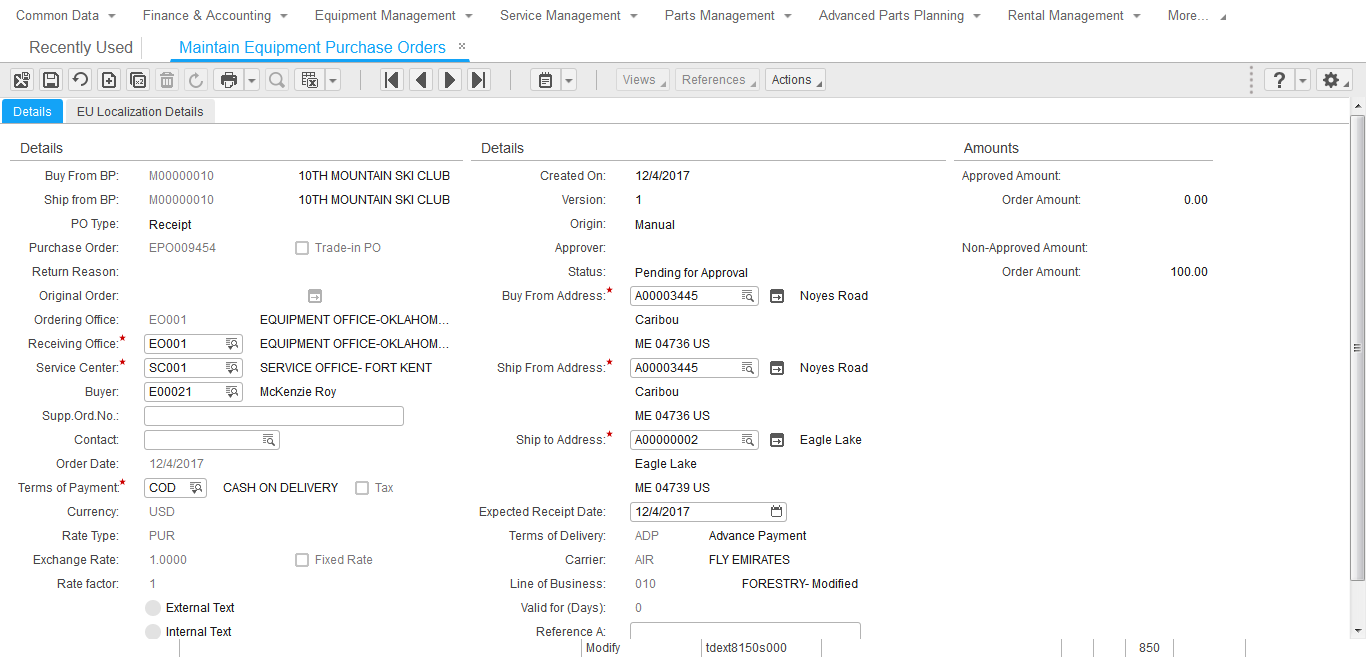 Common Data Finance & Accounting Equipment Management Service Management Parts Management Advanced Parts Planning Rental Management More...
Recently Used Maintain Equipment Purchase Orders ×
Views References Actions ?
Details EU Localization Details
Details
Buy From BP: M00000010 10TH MOUNTAIN SKI CLUB
Ship from BP: M00000010 10TH MOUNTAIN SKI CLUB
PO Type: Receipt
Purchase Order: EPO009454 Trade-in PO
Return Reason:
Original Order:
Ordering Office: EO001 EQUIPMENT OFFICE-OKLAHOM...
Receiving Office:* EO001 EQUIPMENT OFFICE-OKLAHOM...
Service Center:* SC001 SERVICE OFFICE- FORT KENT
Buyer: E00021 McKenzie Roy
Supp.Ord.No.:
Contact:
Order Date: 12/4/2017
Terms of Payment:* COD CASH ON DELIVERY Tax
Currency: USD
Rate Type: PUR
Exchange Rate: 1.0000 Fixed Rate
Rate factor: 1
External Text
Internal Text
Details
Created On: 12/4/2017
Version: 1
Origin: Manual
Approver:
Status: Pending for Approval
Buy From Address:* A00003445 Noyes Road
Caribou
ME 04736 US
Ship From Address:* A00003445 Noyes Road
Caribou
ME 04736 US
Ship to Address:* A00000002 Eagle Lake
Eagle Lake
ME 04739 US
Expected Receipt Date: 12/4/2017
Terms of Delivery: ADP Advance Payment
Carrier: AIR FLY EMIRATES
Line of Business: 010 FORESTRY- Modified
Valid for (Days): 0
Reference A:
Amounts
Approved Amount:
Order Amount: 0.00
Non-Approved Amount:
Order Amount: 100.00
Modify tdext8150s000 850